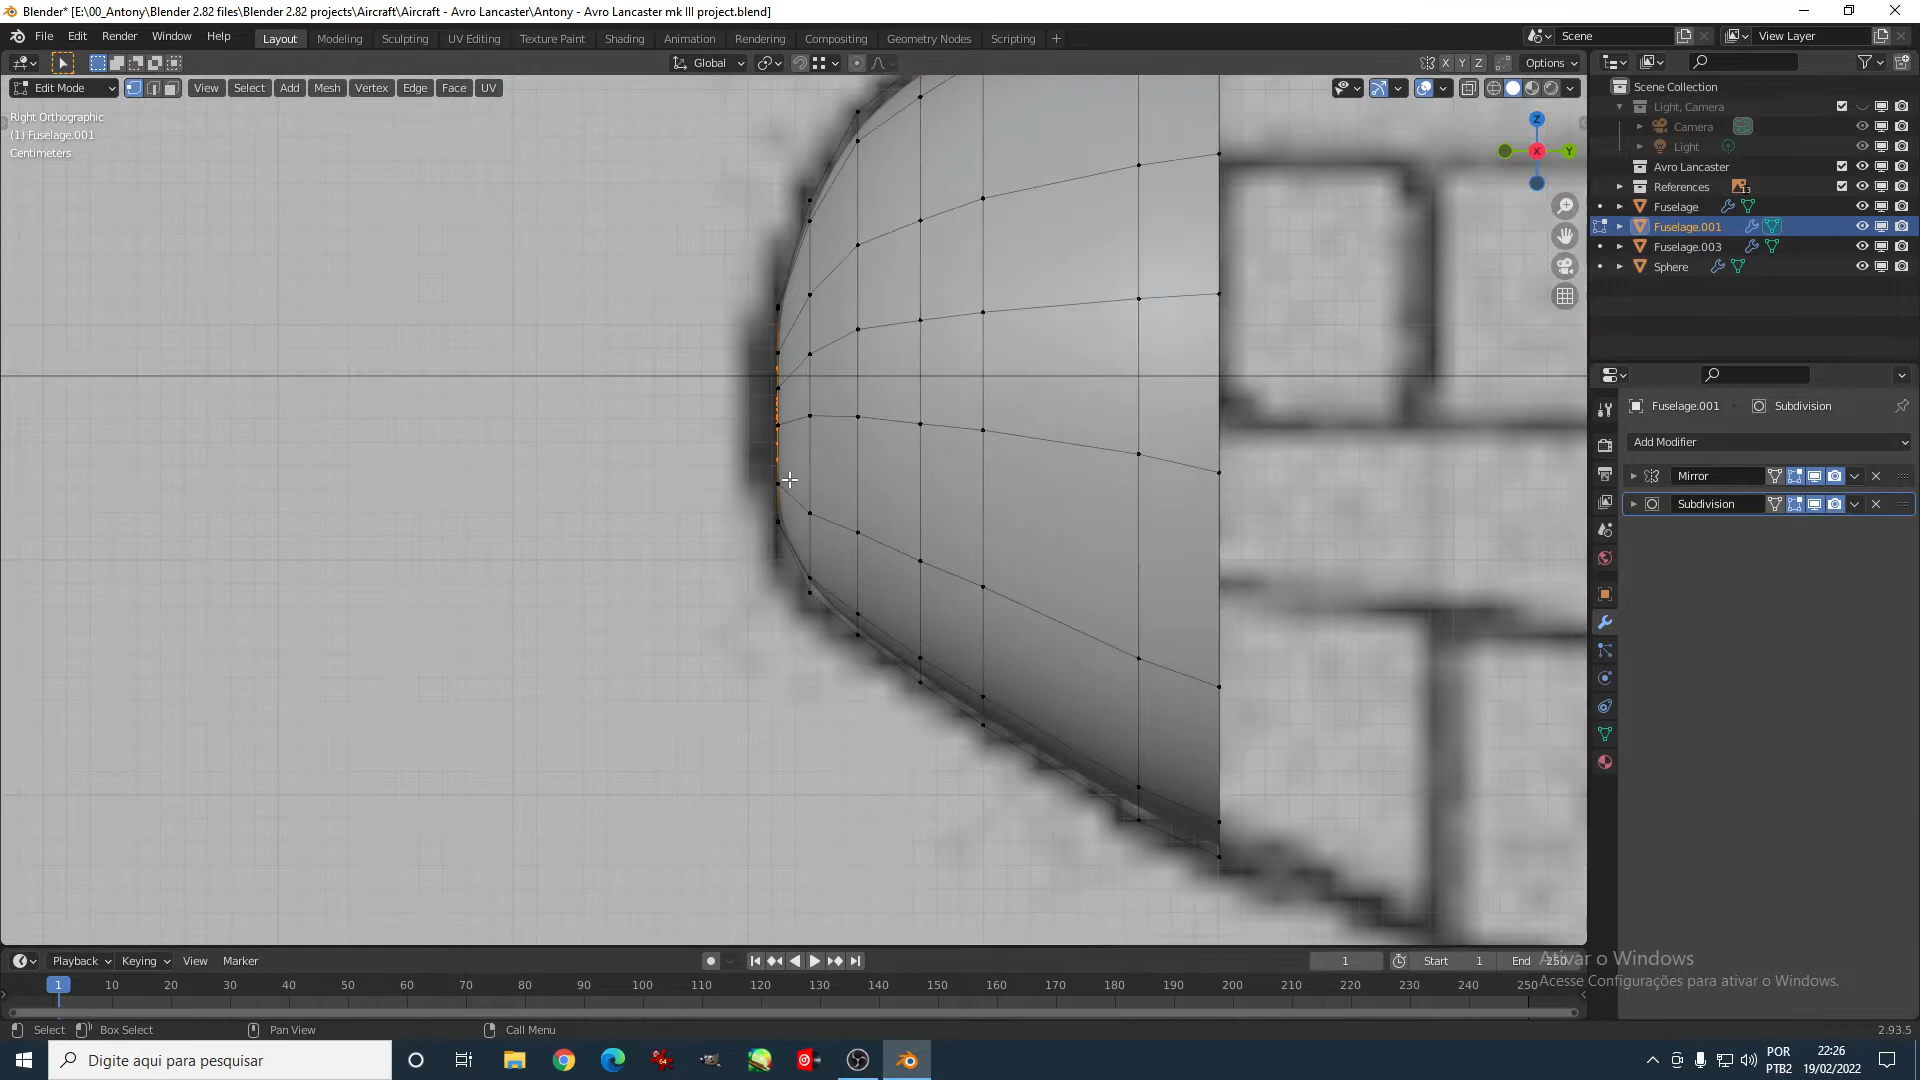 Blender* [E:\00_Antony\Blender 2.82 files\Blender 2.82 projects\Aircraft\Aircraft - Avro Lancaster\Antony - Avro Lancaster mk III project.blend]
File Edit Render Window Help Layout Modeling Sculpting UV Editing Texture Paint Shading Animation Rendering Compositing Geometry Nodes Scripting + Scene View Layer
Global X Y Z Options
Edit Mode View Select Add Mesh Vertex Edge Face UV
Right Orthographic
(1) Fuselage.001
Centimeters
Z
X
Y
Scene Collection
Light, Camera
Camera
Light
Avro Lancaster
References 13
Fuselage
Fuselage.001
Fuselage.003
Sphere
Fuselage.001 Subdivision
Add Modifier
Mirror
Subdivision
Ativar o Windows
Acesse Configurações para ativar o Windows.
Playback Keying View Marker 1 Start 1 End 250
1 10 20 30 40 50 60 70 80 90 100 110 120 130 140 150 160 170 180 190 200 210 220 230 240 250
Select Box Select Pan View Call Menu 2.93.5
Digite aqui para pesquisar
POR
PTB2
22:26
19/02/2022